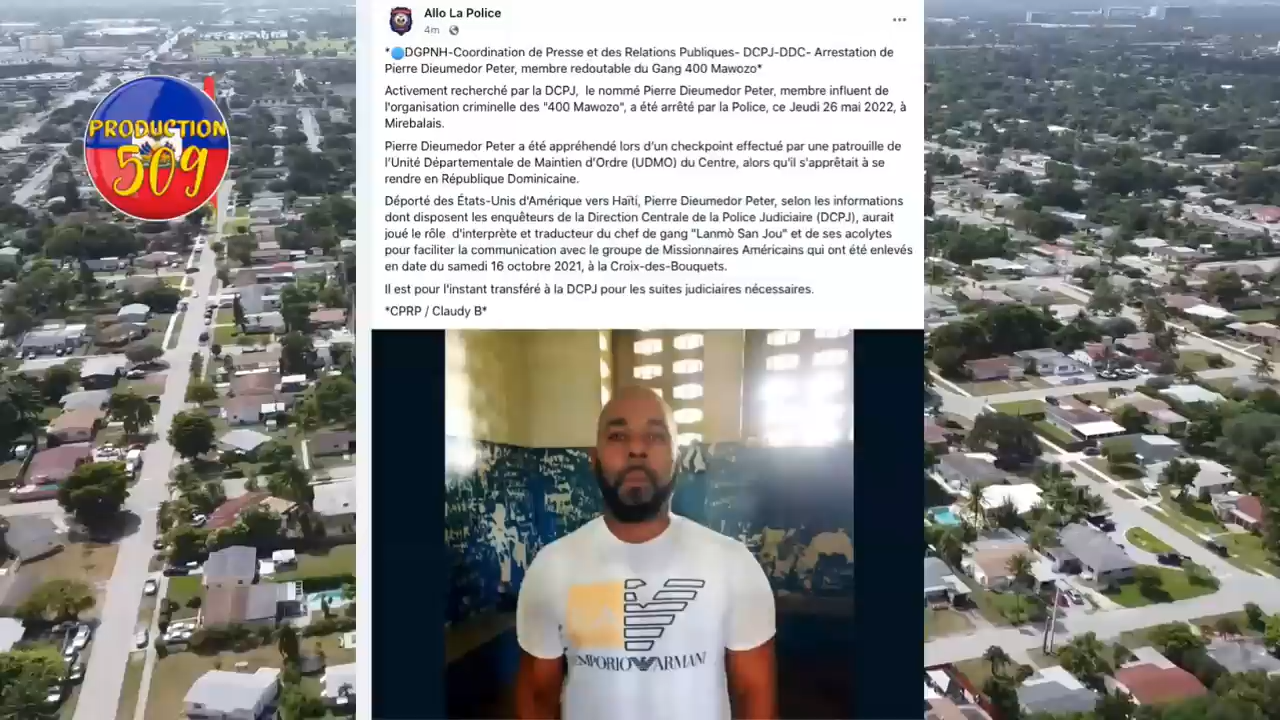 PRODUCTION
509
Allo La Police
4m
*🔵DGPNH-Coordination de Presse et des Relations Publiques- DCPJ-DDC- Arrestation de
Pierre Dieumedor Peter, membre redoutable du Gang 400 Mawozo*
Activement recherché par la DCPJ, le nommé Pierre Dieumedor Peter, membre influent de
l'organisation criminelle des "400 Mawozo", a été arrêté par la Police, ce Jeudi 26 mai 2022, à
Mirebalais.
Pierre Dieumedor Peter a été appréhendé lors d'un checkpoint effectué par une patrouille de
l'Unité Départementale de Maintien d'Ordre (UDMO) du Centre, alors qu'il s'apprêtait à se
rendre en République Dominicaine.
Déporté des États-Unis d'Amérique vers Haïti, Pierre Dieumedor Peter, selon les informations
dont disposent les enquêteurs de la Direction Centrale de la Police Judiciaire (DCPJ), aurait
joué le rôle d'interprète et traducteur du chef de gang "Lanmò San Jou" et de ses acolytes
pour faciliter la communication avec le groupe de Missionnaires Américains qui ont été enlevés
en date du samedi 16 octobre 2021, à la Croix-des-Bouquets.
Il est pour l'instant transféré à la DCPJ pour les suites judiciaires nécessaires.
*CPRP / Claudy B*
EMPORIO ARMANI